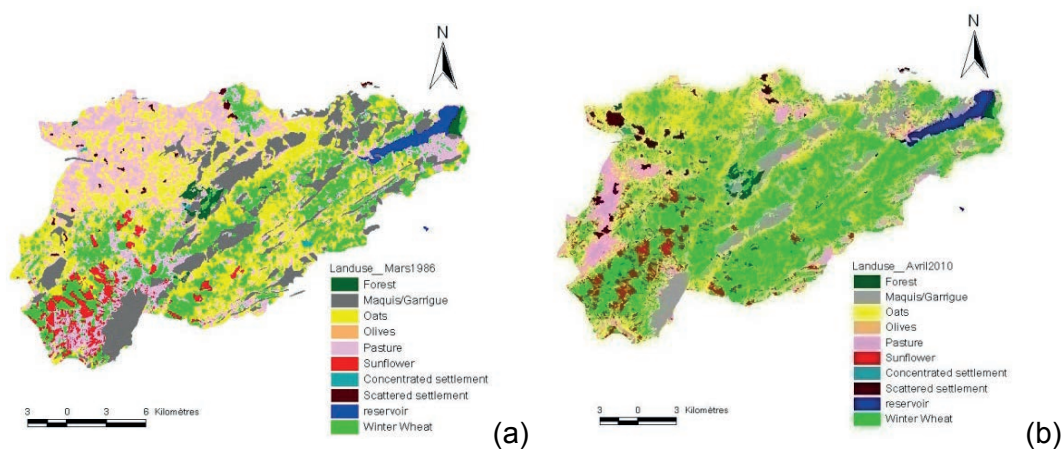 N
Landuse__Mars1986
Forest
Maquis/Garrigue
Oats
Olives
Pasture
Sunflower
Concentrated settlement
Scattered settlement
reservoir
Winter Wheat
3 0 3 6 Kilomètres
(a)
N
Landuse__Avril2010
Forest
Maquis/Garrigue
Oats
Olives
Pasture
Sunflower
Concentrated settlement
Scattered settlement
reservoir
Winter Wheat
3 0 3 Kilomètres
(b)